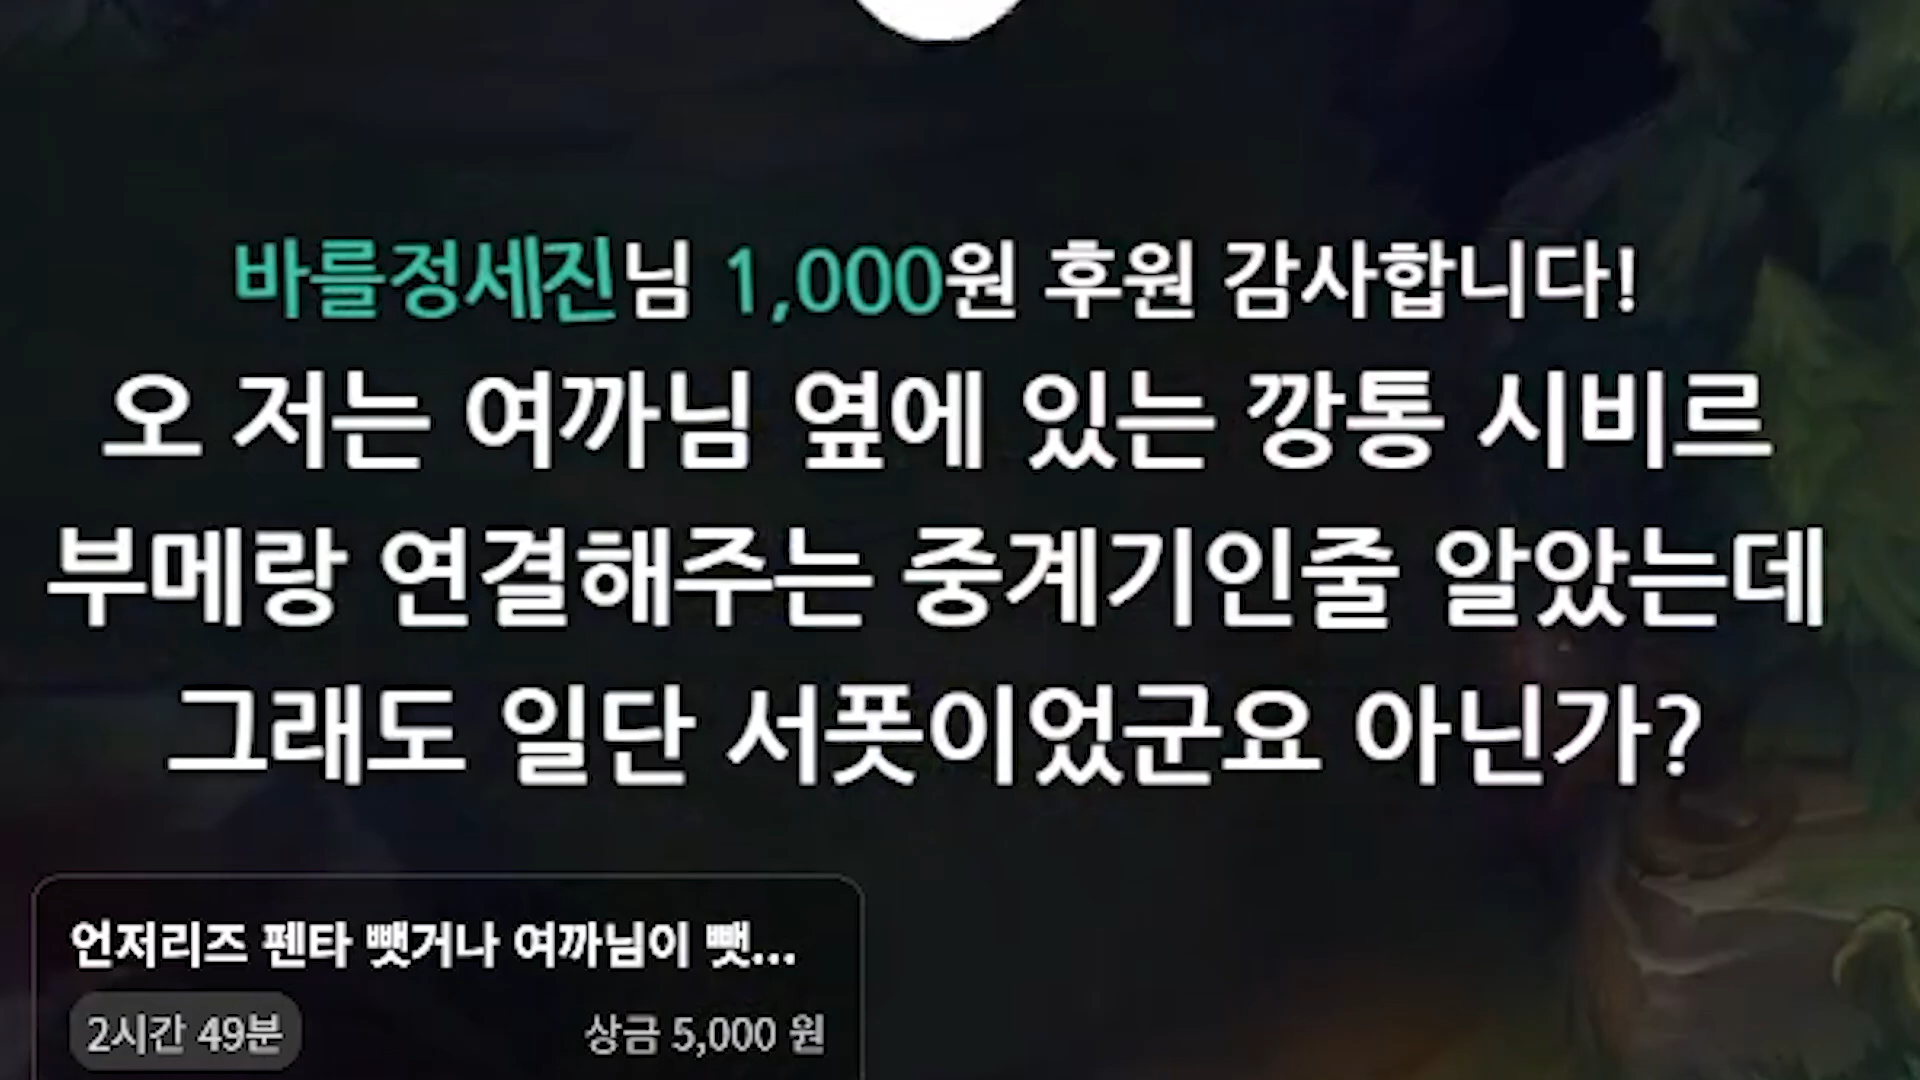 바를정세진님 1,000원 후원 감사합니다!
오 저는 여까님 옆에 있는 깡통 시비르
부메랑 연결해주는 중계기인줄 알았는데
그래도 일단 서폿이었군요 아닌가?
언저리즈 펜타 뺏거나 여까님이 뺏...
2시간 49분
상금 5,000 원